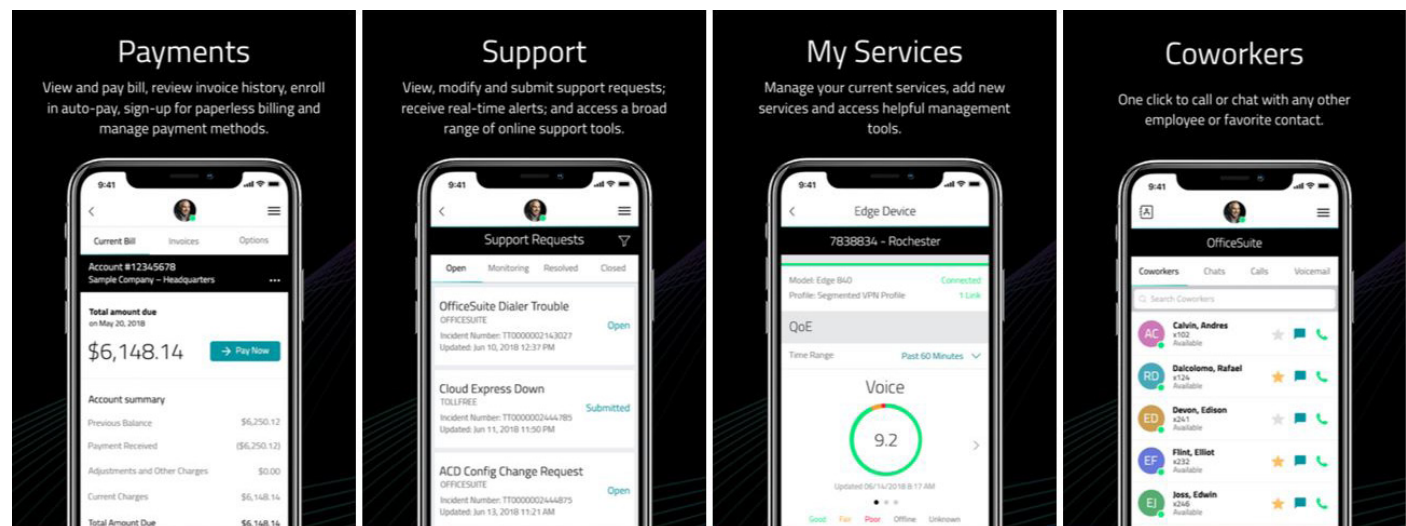 Payments
View and pay bill, review invoice history, enroll
in auto-pay, sign-up for paperless billing and
manage payment methods.
9:41
Current Bill Invoices Options
Account #12345678
Sample Company – Headquarters
Total amount due
on May 20, 2018
$6,148.14
Pay Now
Account summary
Previous Balance $6,250.12
Payment Received ($6,250.12)
Adjustments and Other Charges $0.00
Current Charges $6,148.14
Total Amount Due $6,148.14
Support
View, modify and submit support requests;
receive real-time alerts; and access a broad
range of online support tools.
9:41
Support Requests
Open Monitoring Resolved Closed
OfficeSuite Dialer Trouble
OFFICESUITE
Open
Incident Number: TT0000002143027
Updated: Jun 10, 2018 12:37 PM
Cloud Express Down
TOLLFREE
Submitted
Incident Number: TT0000002444785
Updated: Jun 11, 2018 11:50 PM
ACD Config Change Request
OFFICESUITE
Open
Incident Number: TT0000002444875
Updated: Jun 13, 2018 11:21 AM
My Services
Manage your current services, add new
services and access helpful management
tools.
9:41
Edge Device
7838834 - Rochester
Model: Edge 840 Connected
Profile: Segmented VPN Profile 1 Link
QoE
Time Range Past 60 Minutes
Voice
9.2
Updated 06/14/2018 8:17 AM
Good Fair Poor Offline Unknown
Coworkers
One click to call or chat with any other
employee or favorite contact.
9:41
OfficeSuite
Coworkers Chats Calls Voicemail
Search Coworkers
AC Calvin, Andres
x102
Available
RD Dalcolomo, Rafael
x124
Available
ED Devon, Edison
x241
Available
EF Flint, Elliot
x232
Available
EJ Joss, Edwin
x246
Available